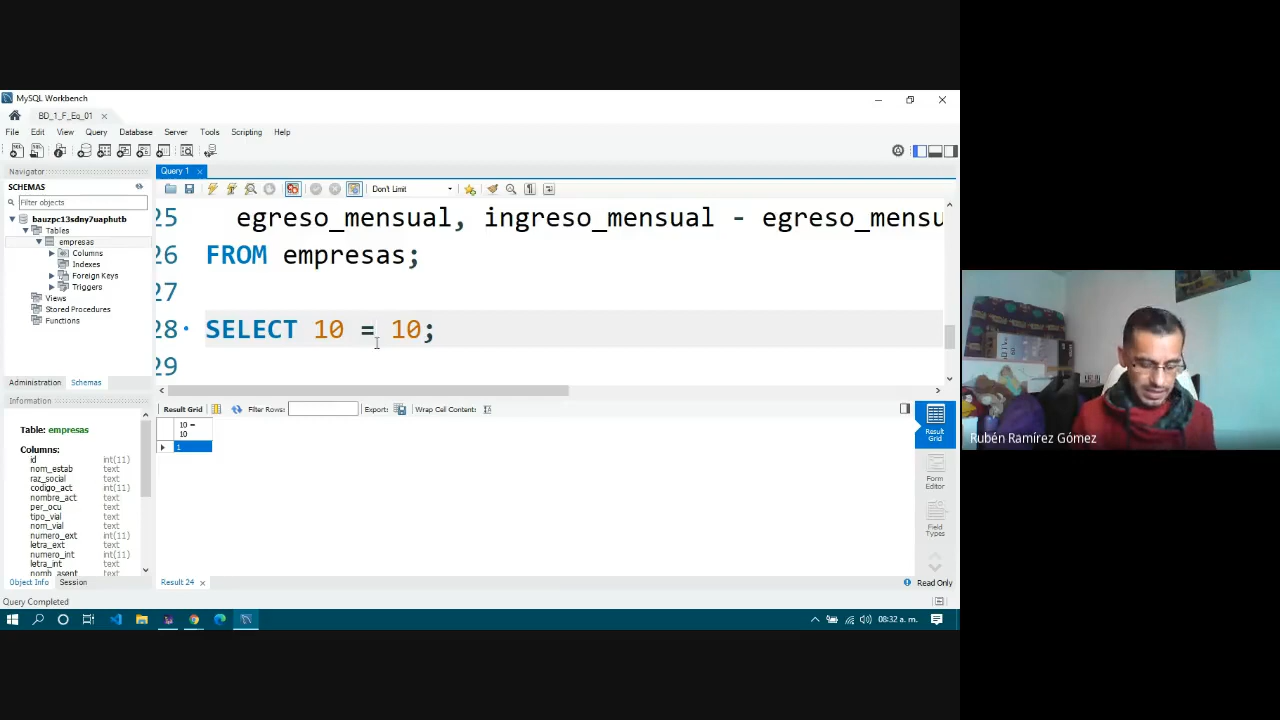 MySQL Workbench
BD_1_F_Eq_01
File Edit View Query Database Server Tools Scripting Help
Navigator
SCHEMAS
Filter objects
bauzpc13sdny7uaphutb
Tables
empresas
Columns
Indexes
Foreign Keys
Triggers
Views
Stored Procedures
Functions
Administration Schemas
Information
Table: empresas
Columns:
id int(11)
nom_estab text
raz_social text
codigo_act int(11)
nombre_act text
per_ocu text
tipo_vial text
nom_vial text
numero_ext int(11)
letra_ext text
numero_int int(11)
letra_int text
nomb_asent text
Object Info Session
Query Completed
Query 1
Don't Limit
25 egreso_mensual, ingreso_mensual - egreso_mensu
26 FROM empresas;
27
28 SELECT 10 = 10;
29
Result Grid Filter Rows: Export: Wrap Cell Content:
10 =
10
1
Result
Grid
Form
Editor
Field
Types
Result 24
Read Only
08:32 a. m.
Rubén Ramírez Gómez